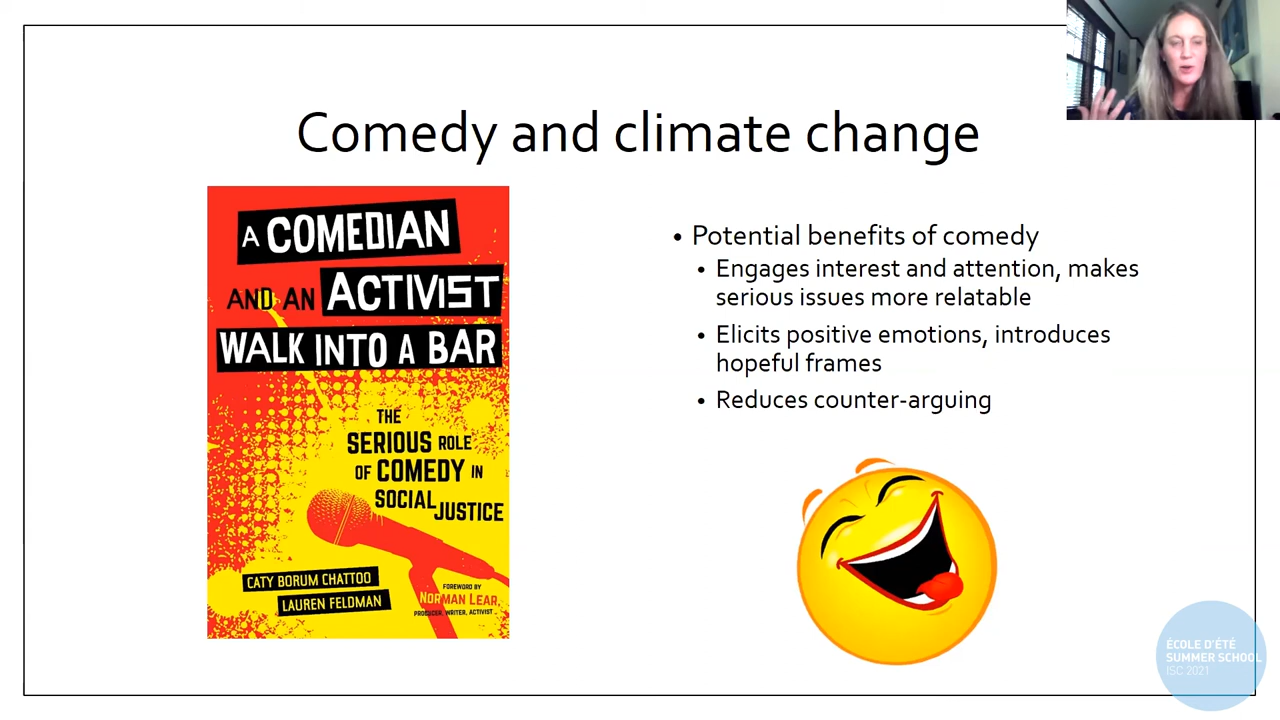 Comedy and climate change
A COMEDIAN
AND AN ACTIVIST
WALK INTO A BAR
THE
SERIOUS ROLE
OF COMEDY IN
SOCIAL
JUSTICE
CATY BORUM CHATTOO
LAUREN FELDMAN
FOREWORD BY
NORMAN LEAR,
PRODUCER, WRITER, ACTIVIST
• Potential benefits of comedy
• Engages interest and attention, makes
serious issues more relatable
• Elicits positive emotions, introduces
hopeful frames
• Reduces counter-arguing
ÉCOLE D'ÉTÉ
SUMMER SCHOOL
ISC 2021